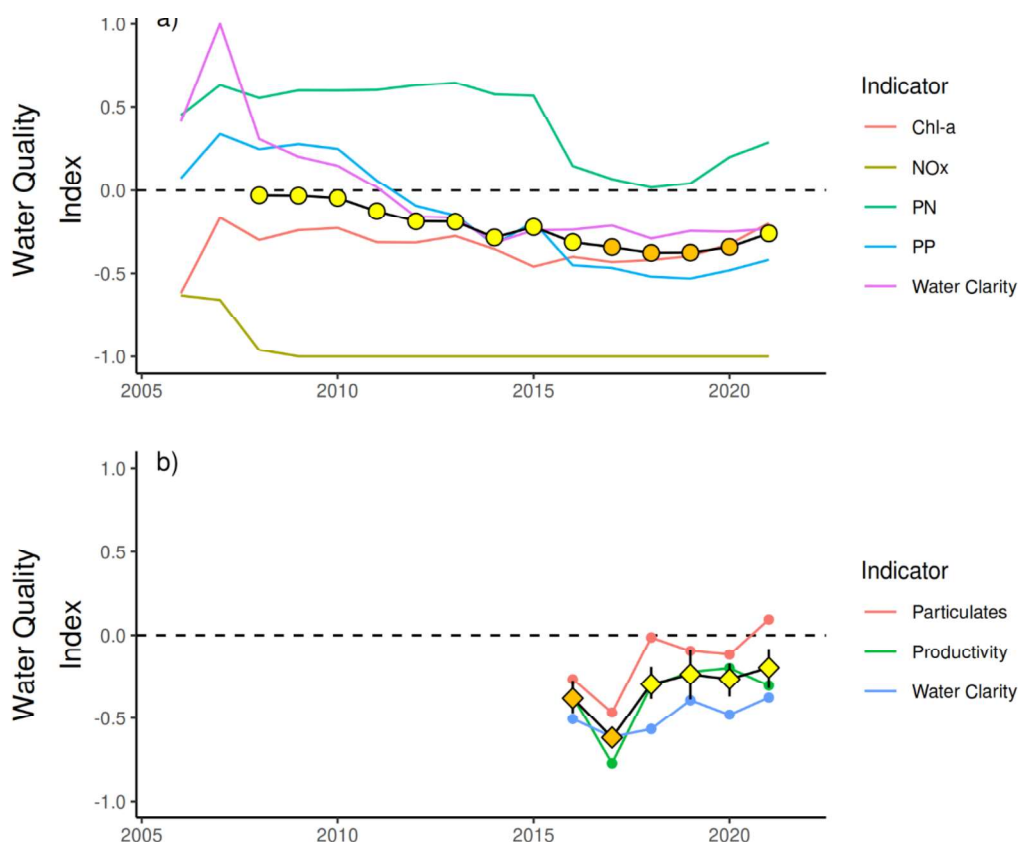 a)
1.0
0.5
0.0
-0.5
-1.0
Water Quality
Index
2005
2010
2015
2020
Indicator
Chl-a
NOx
PN
PP
Water Clarity
b)
1.0
0.5
0.0
-0.5
-1.0
Water Quality
Index
2005
2010
2015
2020
Indicator
Particulates
Productivity
Water Clarity